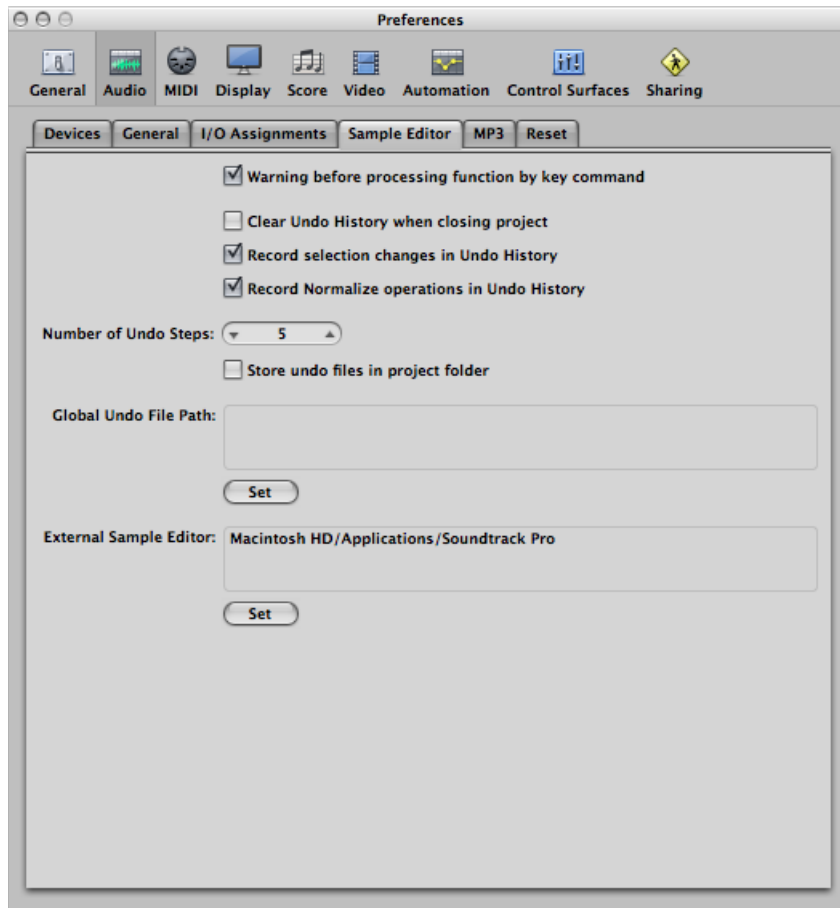 Preferences
General Audio MIDI Display Score Video Automation Control Surfaces Sharing
Devices General I/O Assignments Sample Editor MP3 Reset
Warning before processing function by key command
Clear Undo History when closing project
Record selection changes in Undo History
Record Normalize operations in Undo History
Number of Undo Steps: 5
Store undo files in project folder
Global Undo File Path:
Set
External Sample Editor: Macintosh HD/Applications/Soundtrack Pro
Set